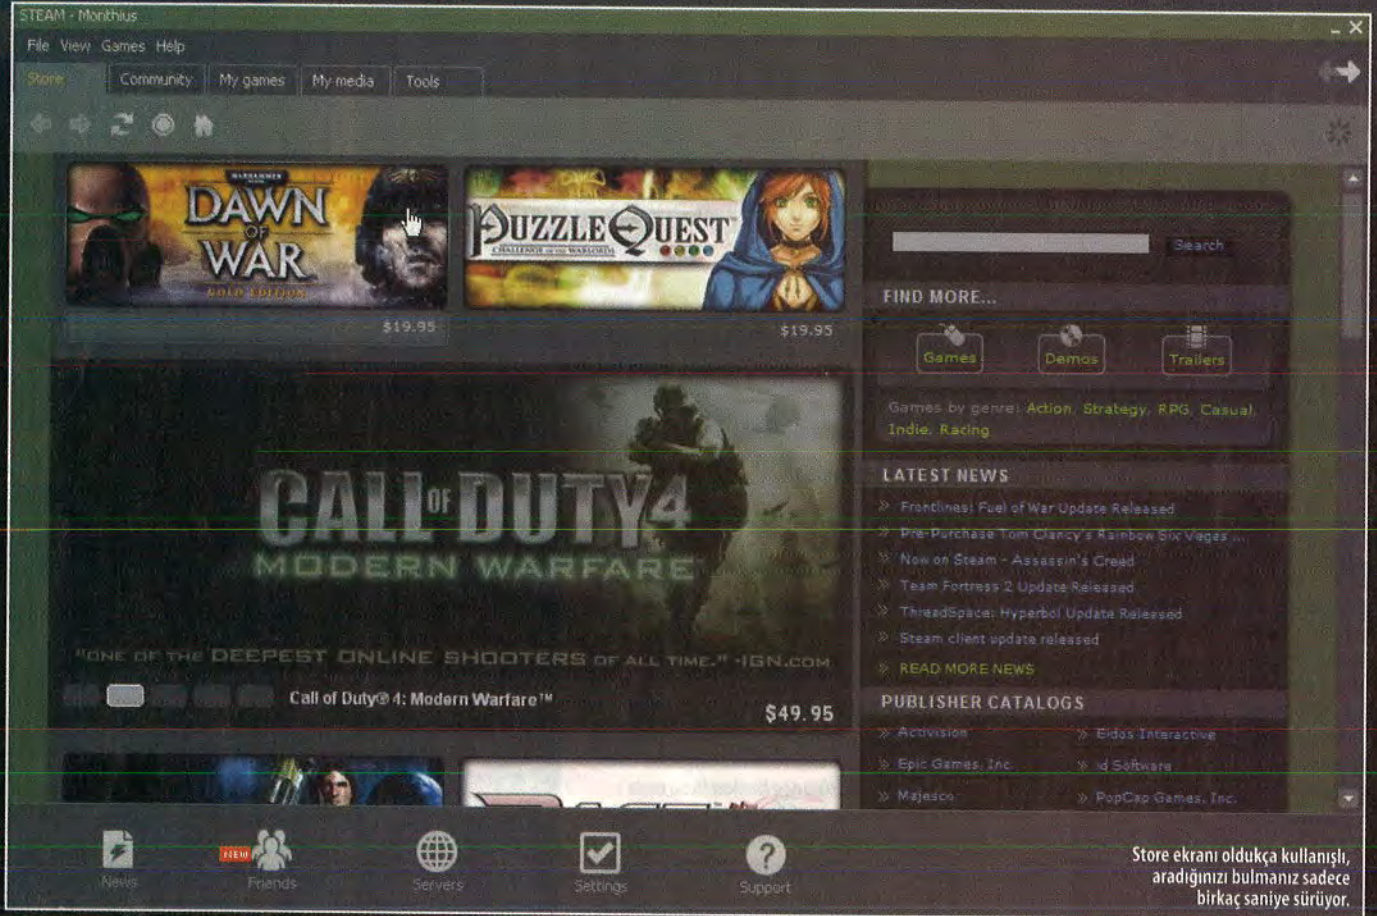 STEAM - Monthius
File View Games Help
Store Community My games My media Tools
WARHAMMER
DAWN
OF
WAR
GOLD EDITION
$19.95
PUZZLE QUEST™
CHALLENGE OF THE WARLORDS
$19.95
CALL OF DUTY 4
MODERN WARFARE
"ONE OF THE DEEPEST ONLINE SHOOTERS OF ALL TIME." -IGN.COM
Call of Duty® 4: Modern Warfare™
$49.95
Search
FIND MORE...
Games Demos Trailers
Games by genre: Action, Strategy, RPG, Casual,
Indie, Racing
LATEST NEWS
» Frontlines: Fuel of War Update Released
» Pre-Purchase Tom Clancy's Rainbow Six Vegas ...
» Now on Steam - Assassin's Creed
» Team Fortress 2 Update Released
» ThreadSpace: Hyperbol Update Released
» Steam client update released
» READ MORE NEWS
PUBLISHER CATALOGS
» Activision » Eidos Interactive
» Epic Games, Inc. » id Software
» Majesco » PopCap Games, Inc.
News NEW Friends Servers Settings Support
Store ekranı oldukça kullanışlı,
aradığınızı bulmanız sadece
birkaç saniye sürüyor.